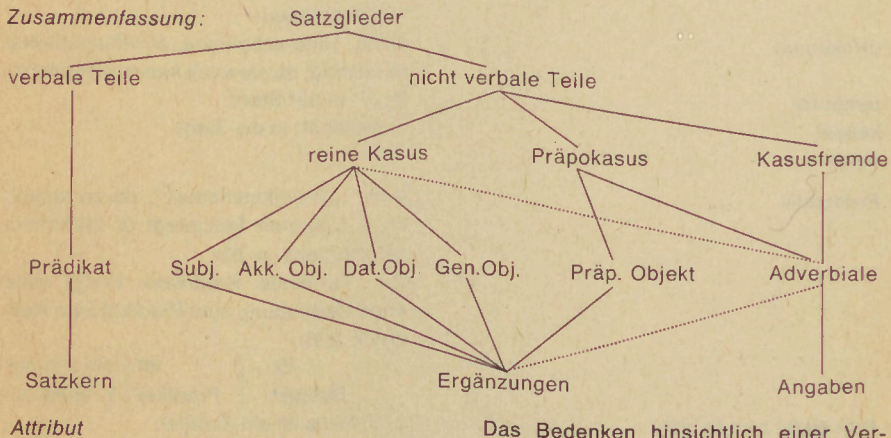 Zusammenfassung: Satzglieder
verbale Teile nicht verbale Teile
reine Kasus Präpokasus Kasusfremde
Prädikat Subj. Akk. Obj. Dat.Obj. Gen.Obj. Präp. Objekt Adverbiale
Satzkern Ergänzungen Angaben
Attribut Das Bedenken hinsichtlich einer Ver-